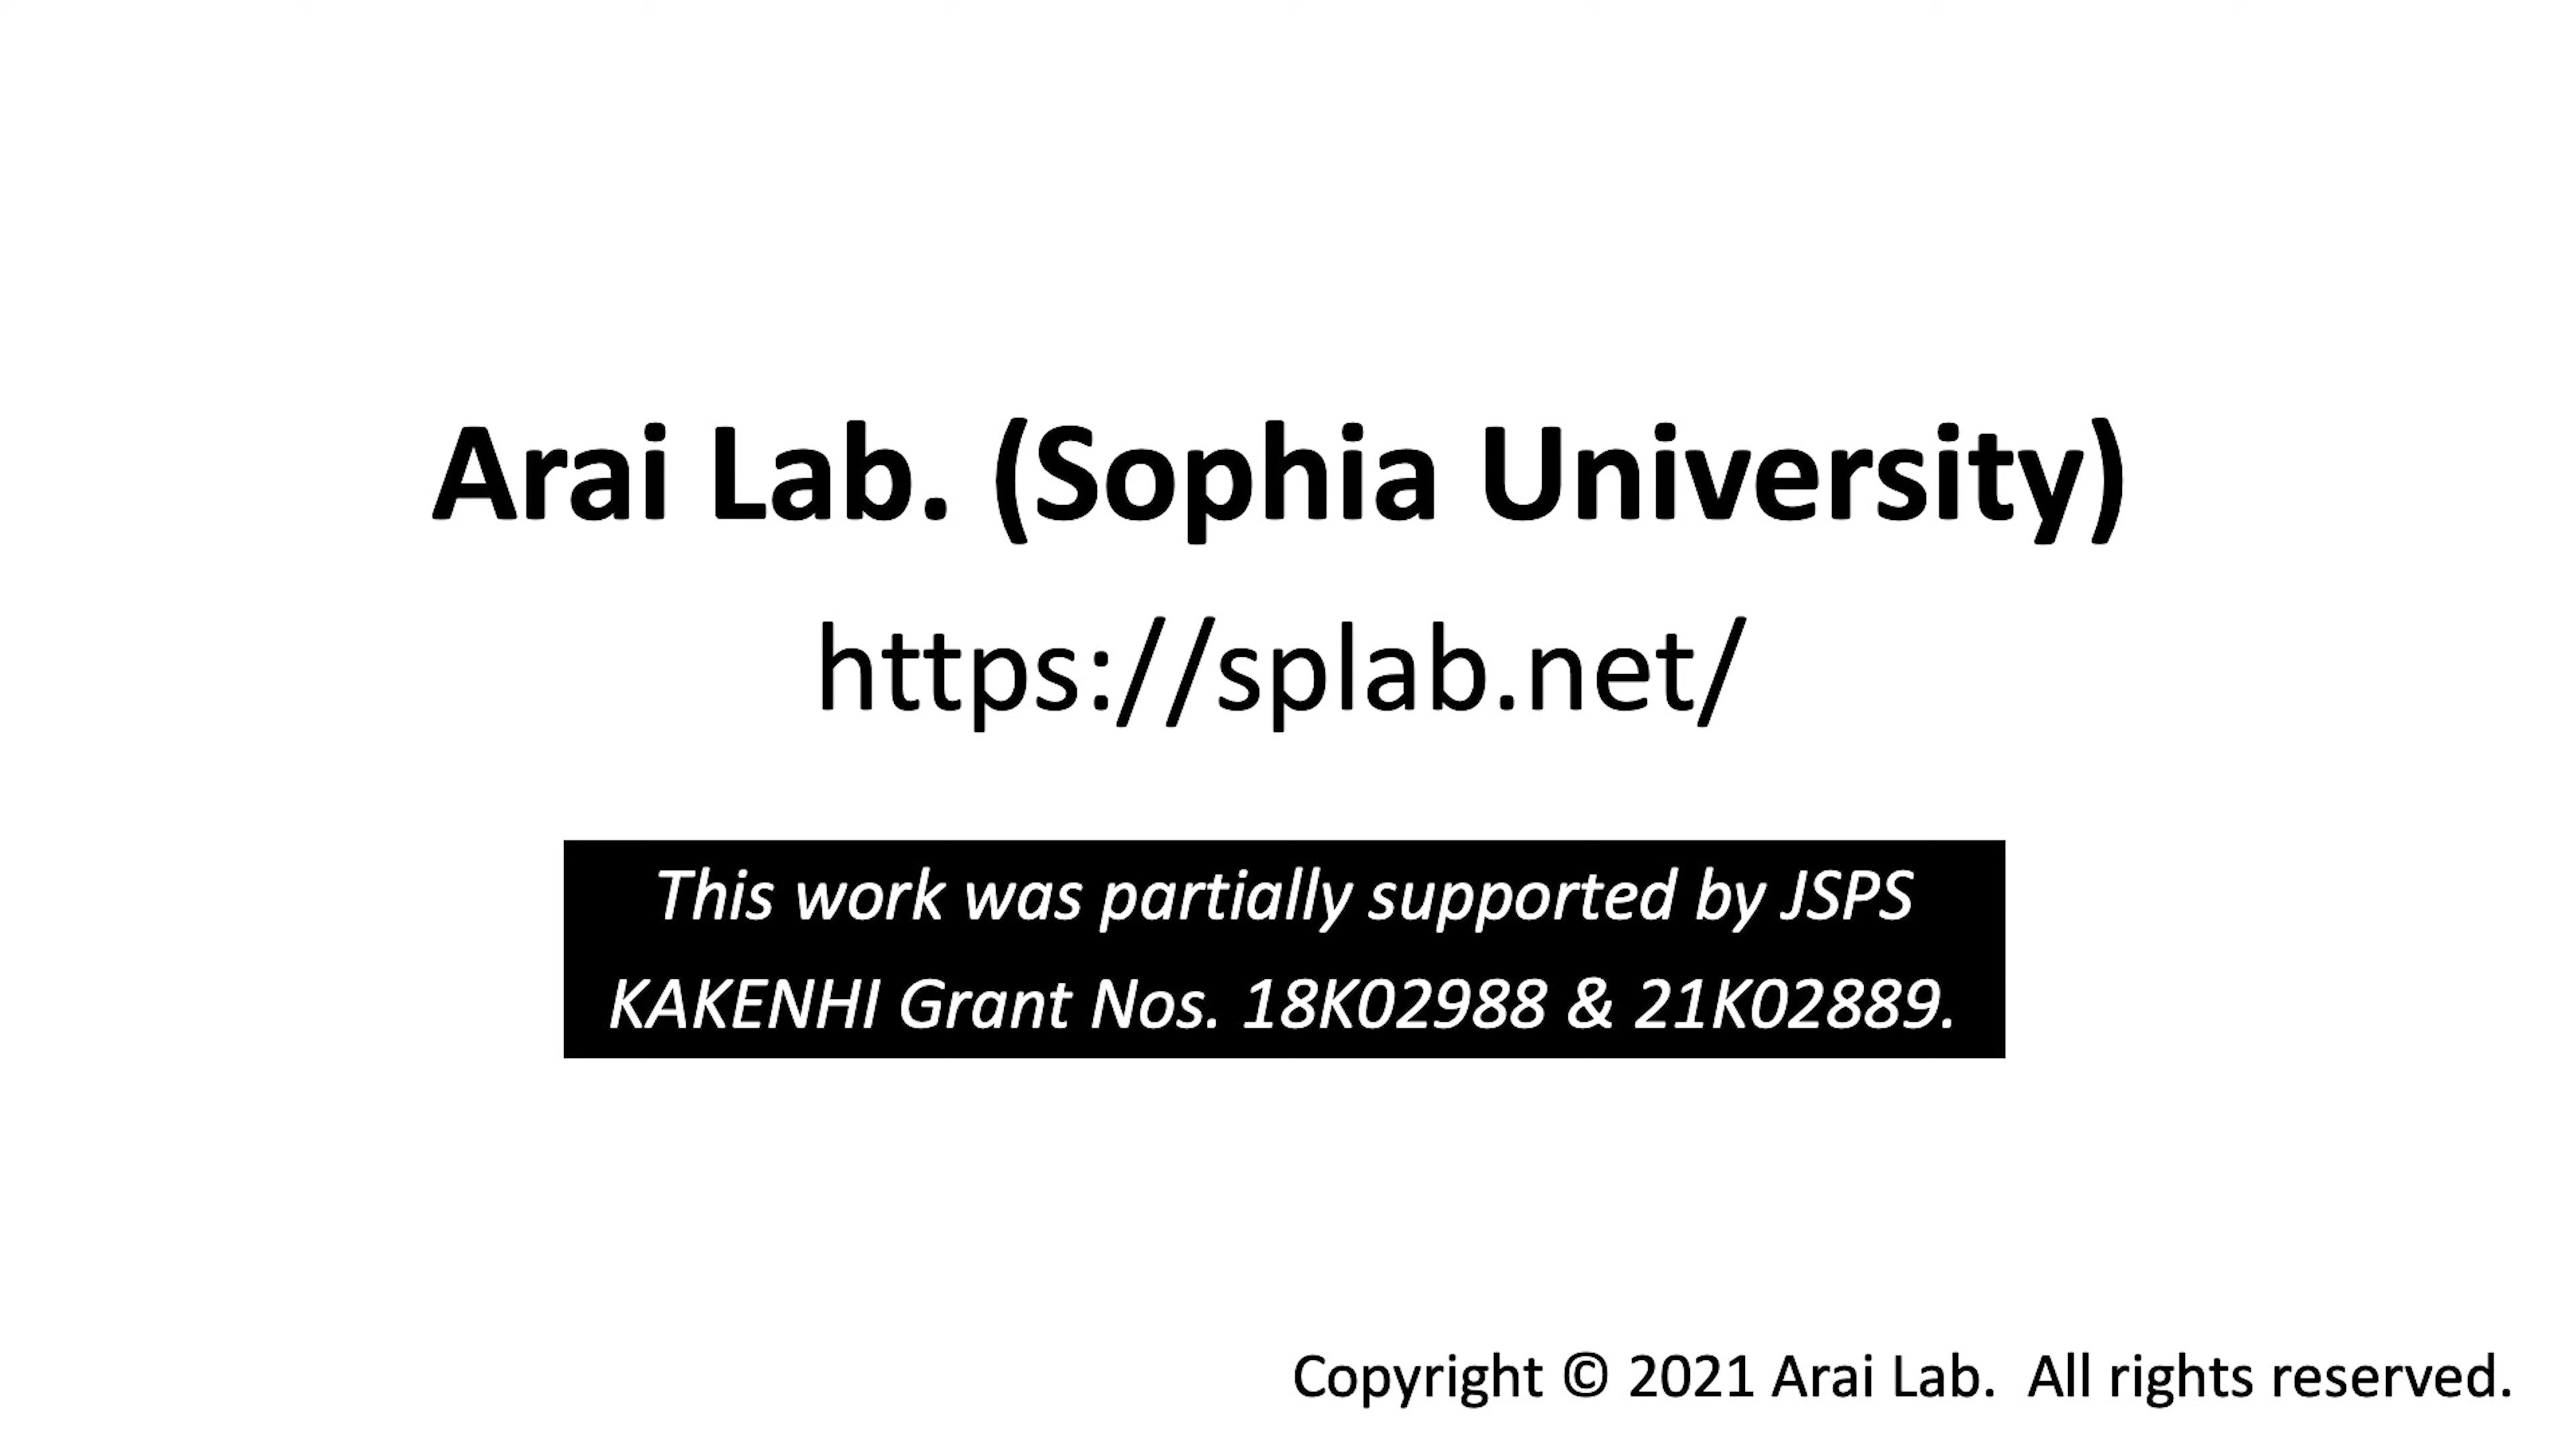 Arai Lab. (Sophia University)
https://splab.net/
This work was partially supported by JSPS
KAKENHI Grant Nos. 18K02988 & 21K02889.
Copyright © 2021 Arai Lab.  All rights reserved.